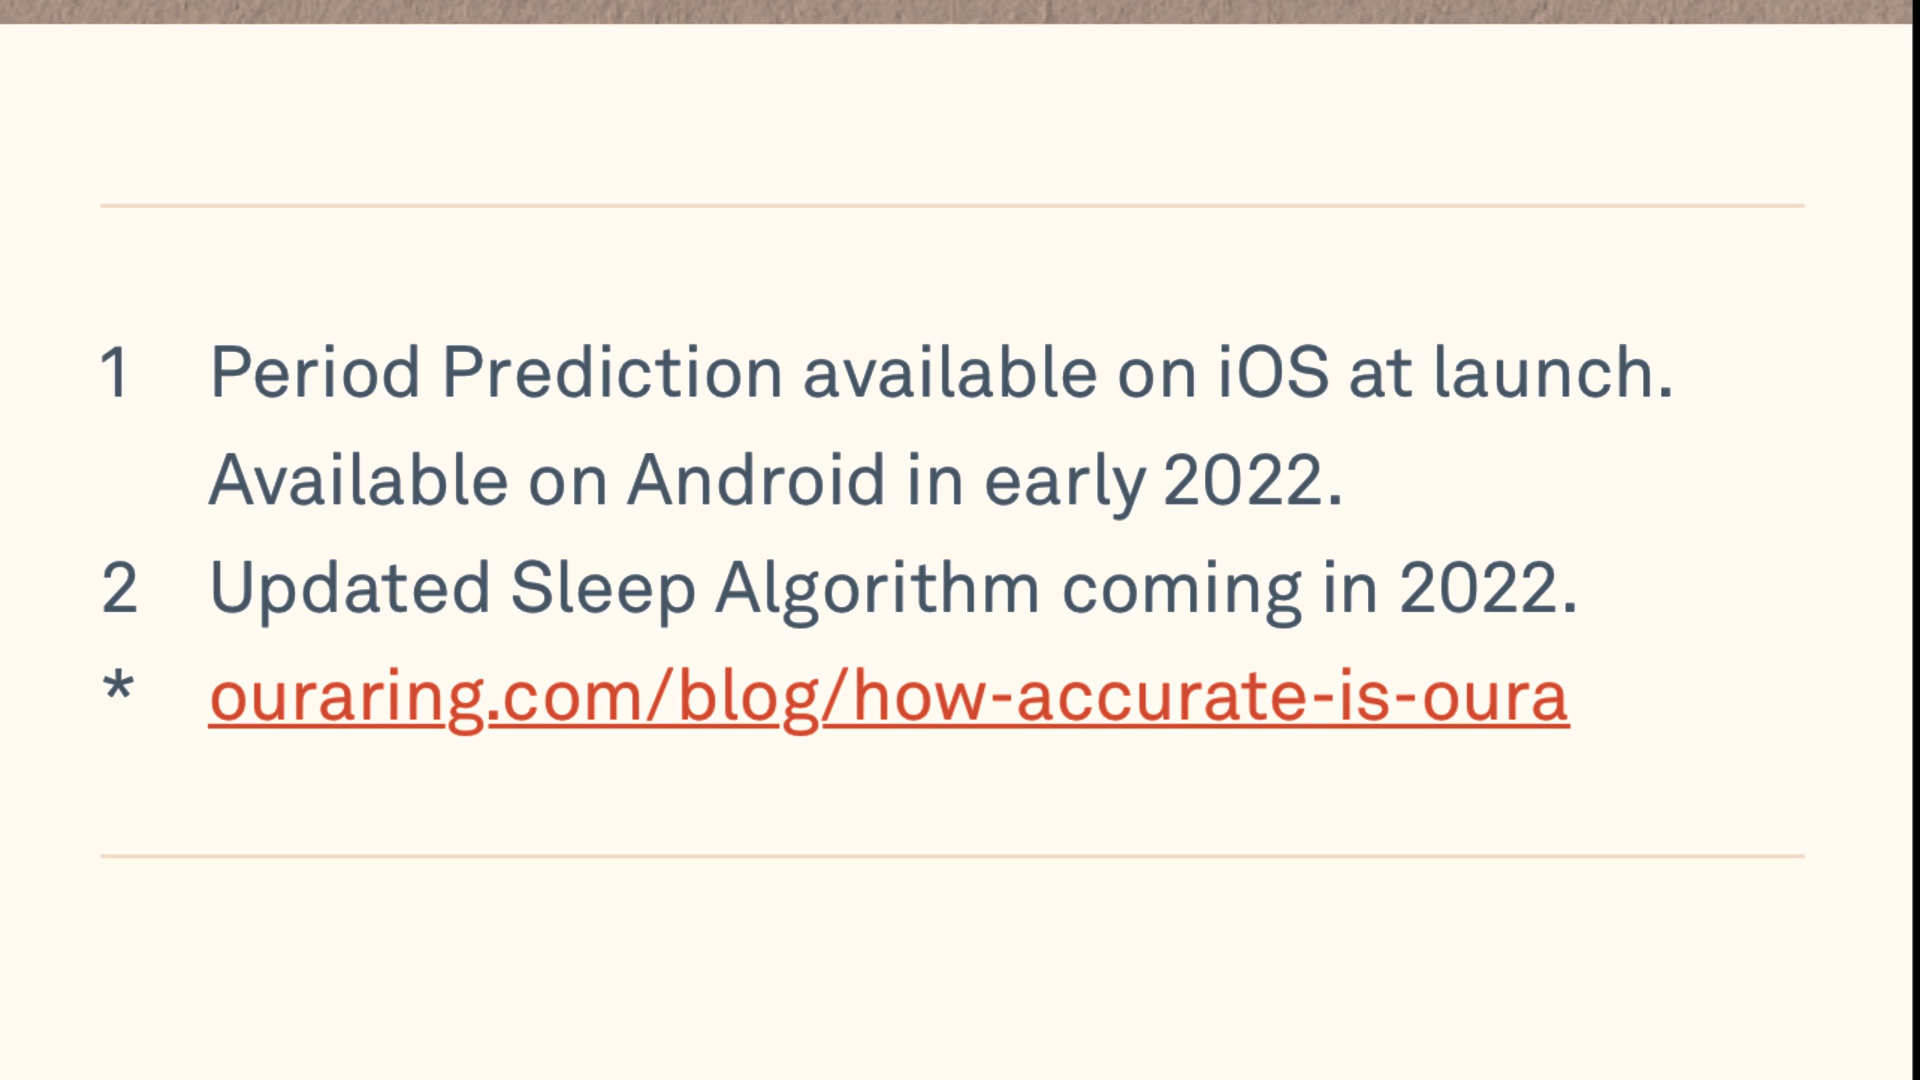 1 Period Prediction available on iOS at launch.
Available on Android in early 2022.
2 Updated Sleep Algorithm coming in 2022.
* ouraring.com/blog/how-accurate-is-oura